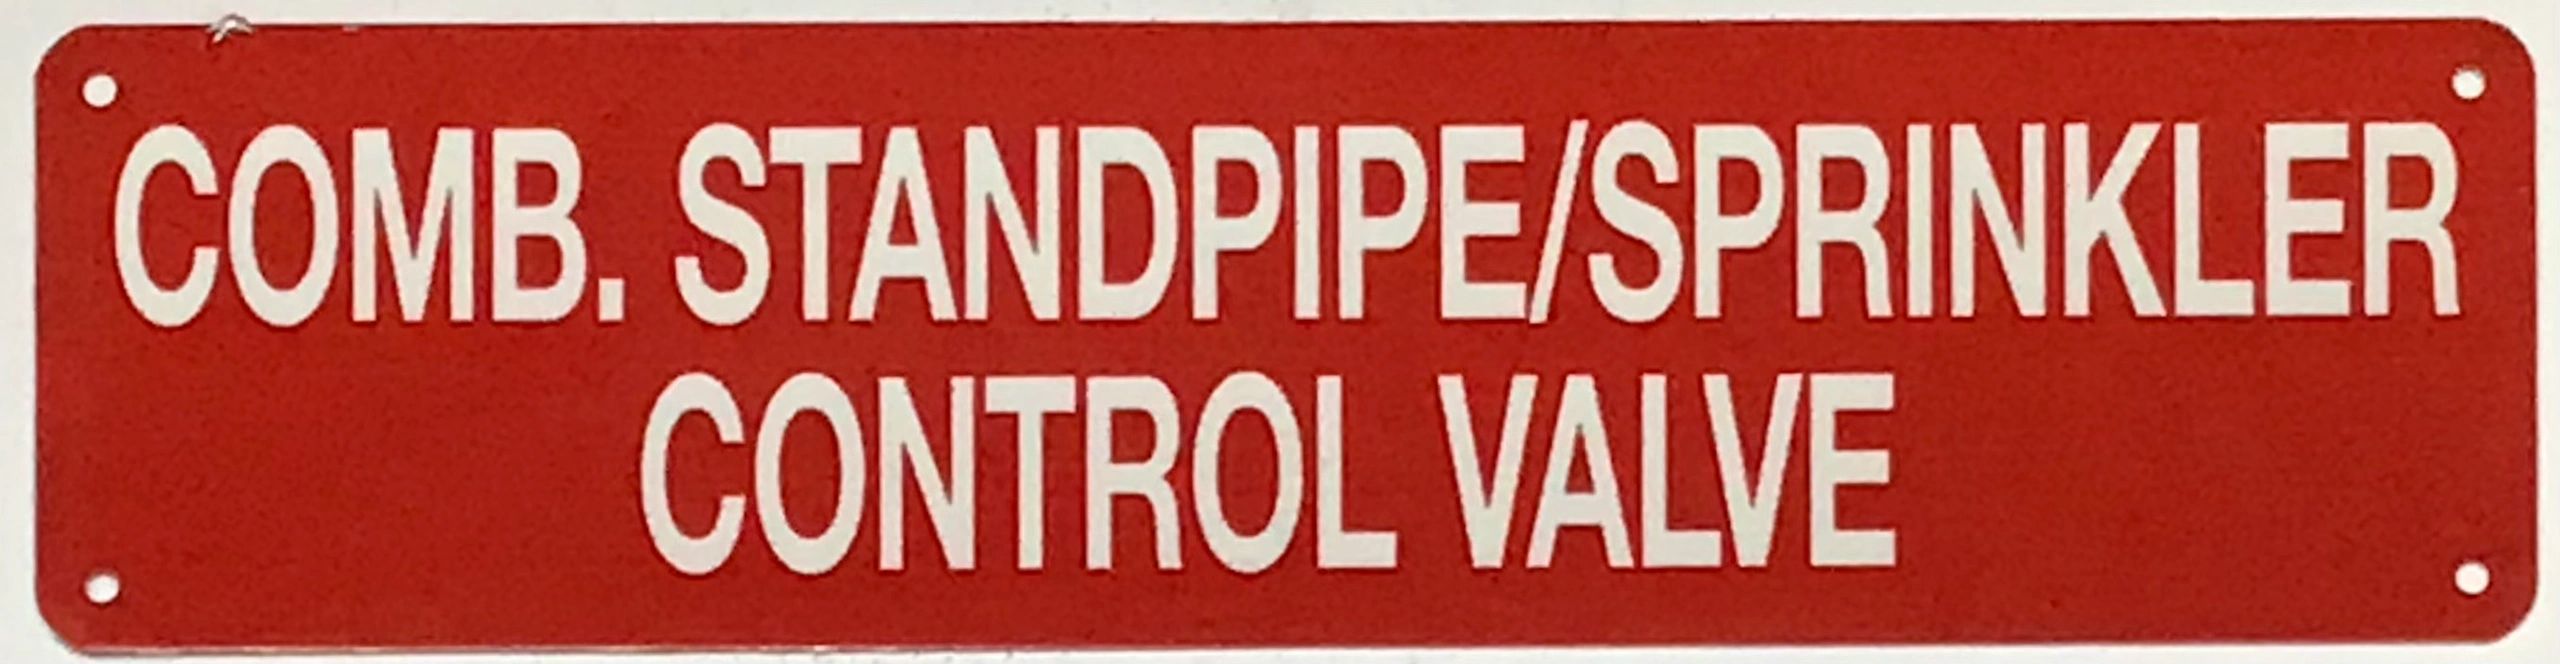 COMB. STANDPIPE/SPRINKLER
CONTROL VALVE